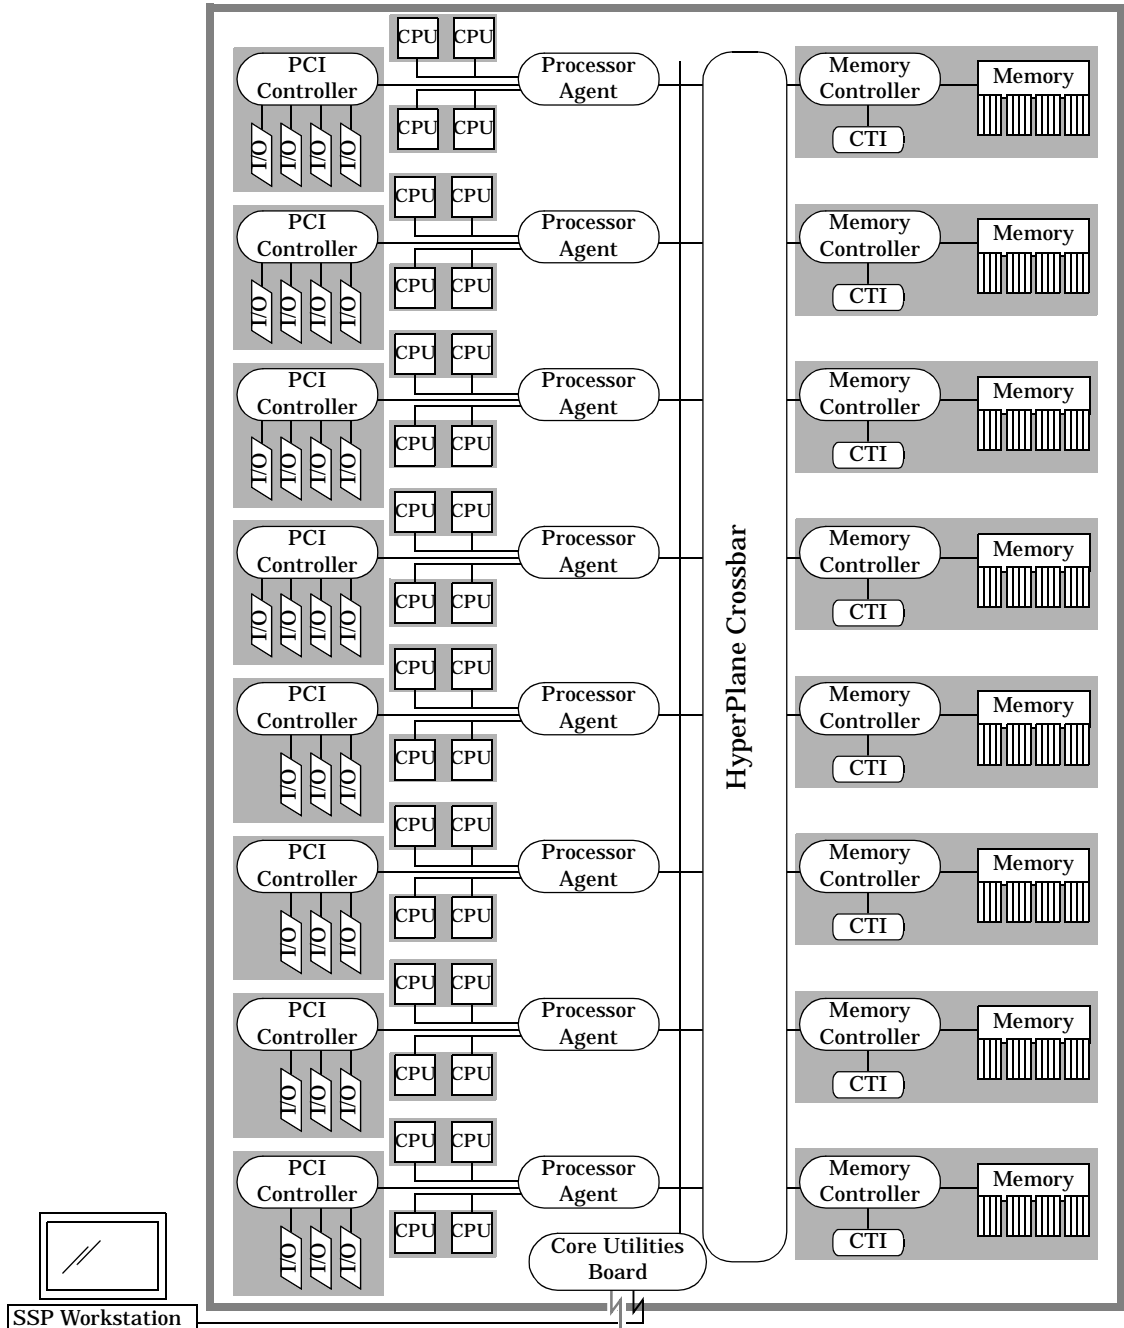 CPU CPU
PCI
Controller
Processor
Agent
Memory
Controller
Memory
CPU CPU
CTI
I/O I/O I/O I/O
CPU CPU
PCI
Controller
Processor
Agent
Memory
Controller
Memory
CPU CPU
CTI
I/O I/O I/O I/O
CPU CPU
PCI
Controller
Processor
Agent
Memory
Controller
Memory
CPU CPU
CTI
I/O I/O I/O I/O
CPU CPU
PCI
Controller
Processor
Agent
Memory
Controller
Memory
CPU CPU
CTI
I/O I/O I/O I/O
HyperPlane Crossbar
CPU CPU
PCI
Controller
Processor
Agent
Memory
Controller
Memory
CPU CPU
CTI
I/O I/O I/O
CPU CPU
PCI
Controller
Processor
Agent
Memory
Controller
Memory
CPU CPU
CTI
I/O I/O I/O
CPU CPU
PCI
Controller
Processor
Agent
Memory
Controller
Memory
CPU CPU
CTI
I/O I/O I/O
CPU CPU
PCI
Controller
Processor
Agent
Memory
Controller
Memory
CPU CPU
CTI
I/O I/O I/O
Core Utilities
Board
SSP Workstation